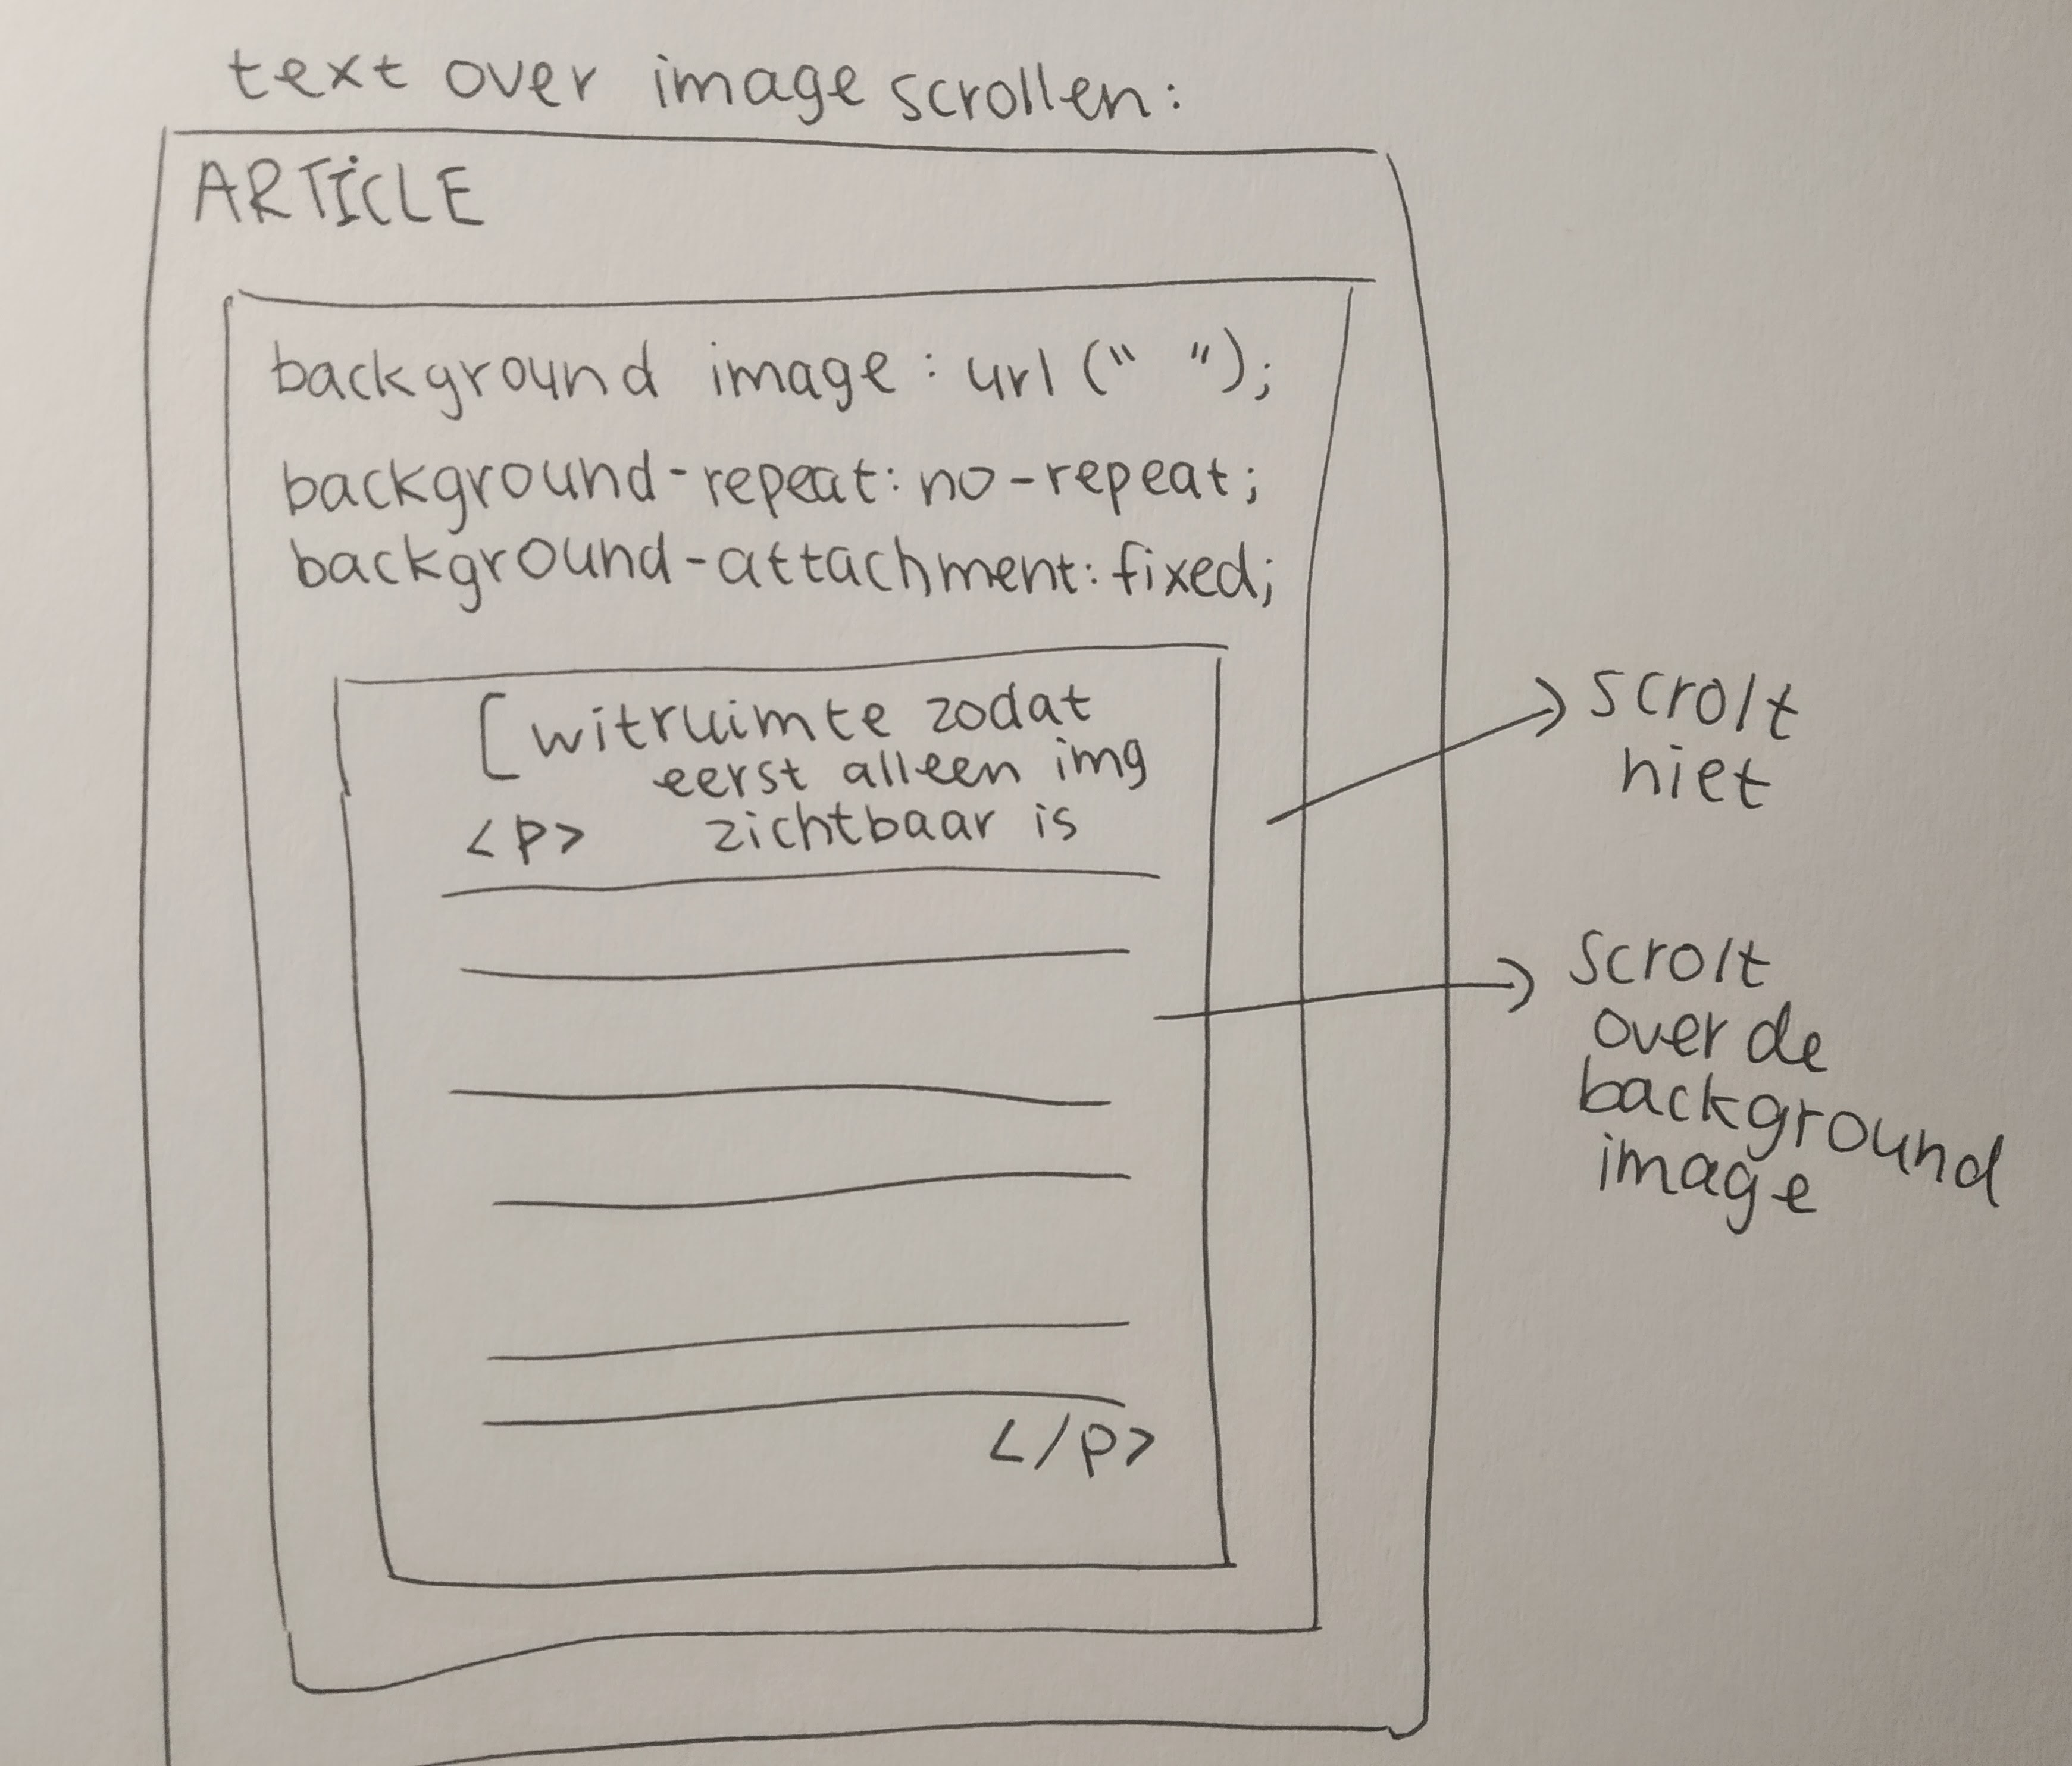 text over image scrollen:
ARTICLE
background image: url (" ");
background-repeat: no-repeat;
background-attachment: fixed;
[witruimte zodat
eerst alleen img
<p> zichtbaar is
</p>
scrolt
niet
scrolt
over de
background
image